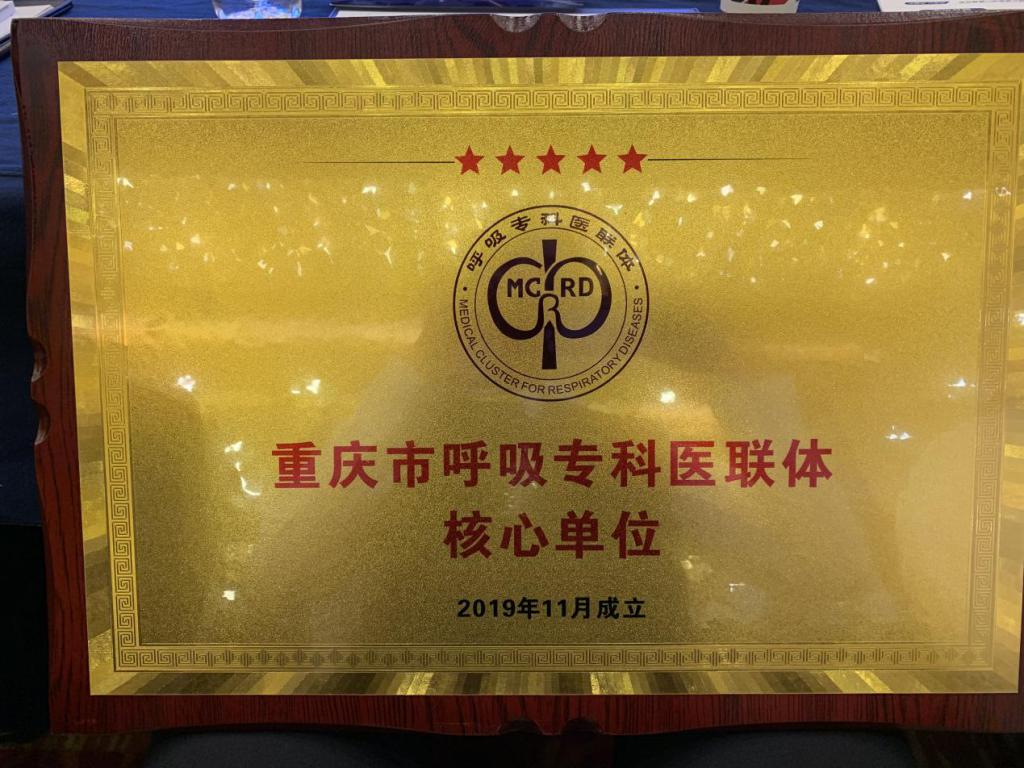 呼吸专科医联体
MC RD
R
MEDICAL CLUSTER FOR RESPIRATORY DISEASES
重庆市呼吸专科医联体
核心单位
2019年11月成立